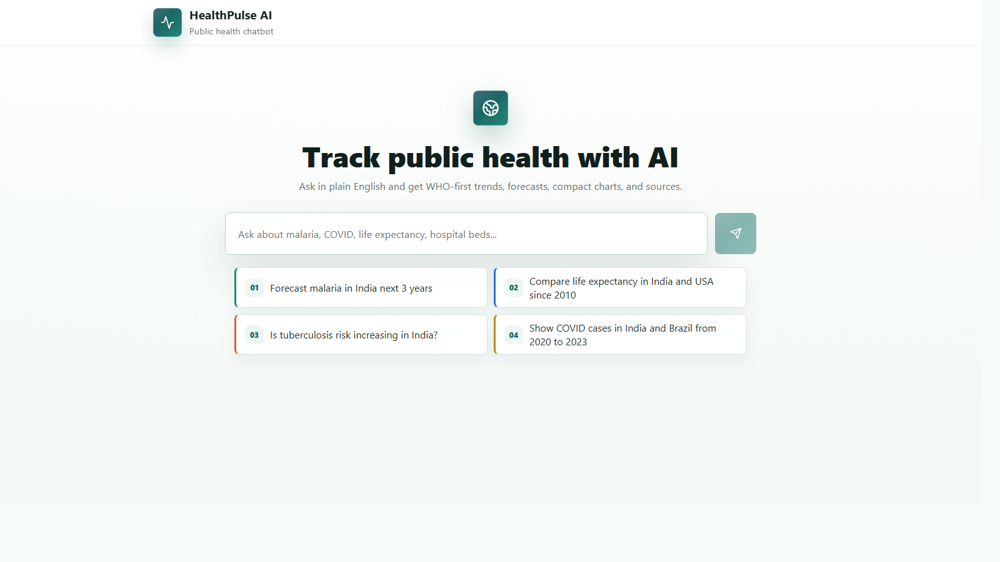 HealthPulse AI
Public health chatbot
Track public health with AI
Ask in plain English and get WHO-first trends, forecasts, compact charts, and sources.
Ask about malaria, COVID, life expectancy, hospital beds...
01 Forecast malaria in India next 3 years
02 Compare life expectancy in India and USA
since 2010
03 Is tuberculosis risk increasing in India?
04 Show COVID cases in India and Brazil from
2020 to 2023